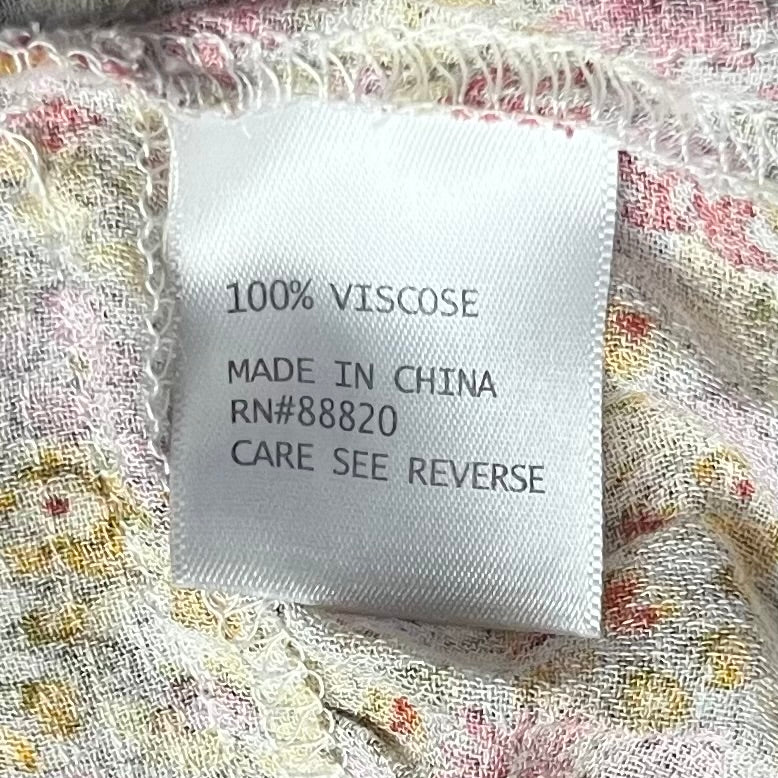 100% VISCOSE
MADE IN CHINA
RN#88820
CARE SEE REVERSE